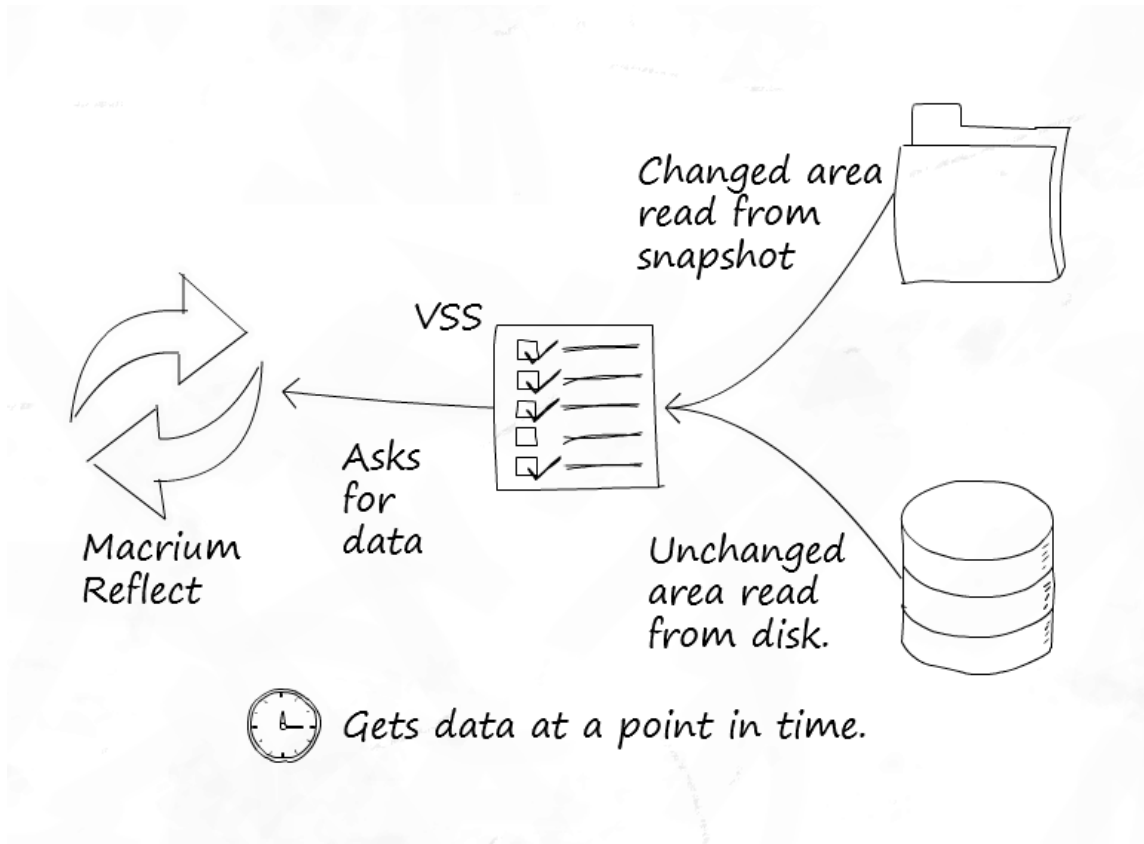 Changed area
read from
snapshot
VSS
Asks
for
data
Macrium
Reflect
Unchanged
area read
from disk.
Gets data at a point in time.